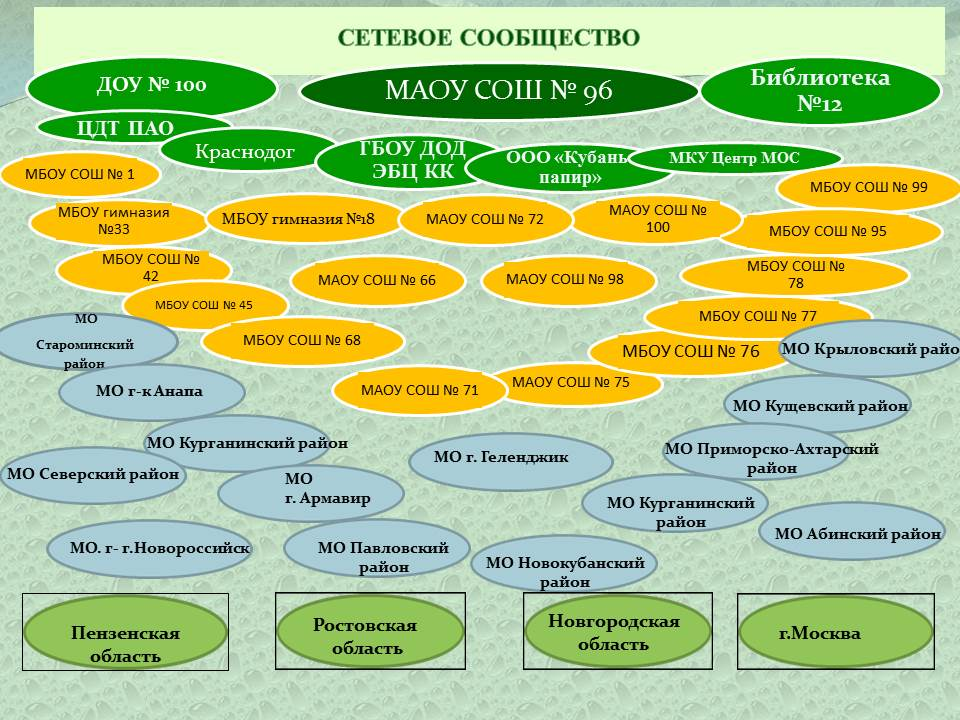 СЕТЕВОЕ СООБЩЕСТВО
ДОУ № 100
МАОУ СОШ № 96
Библиотека
№12
ЦДТ ПАО
Краснодог
ГБОУ ДОД
ЭБЦ КК
ООО «Кубань
папир»
МКУ Центр МОС
МБОУ СОШ № 1
МБОУ СОШ № 99
МБОУ гимназия
№33
МБОУ гимназия №18
МАОУ СОШ № 72
МАОУ СОШ №
100
МБОУ СОШ № 95
МБОУ СОШ №
42
МАОУ СОШ № 66
МАОУ СОШ № 98
МБОУ СОШ №
78
МБОУ СОШ № 45
МБОУ СОШ № 77
МО
Староминский
район
МБОУ СОШ № 68
МБОУ СОШ № 76
МО Крыловский райо
МО г-к Анапа
МАОУ СОШ № 71
МАОУ СОШ № 75
МО Кущевский район
МО Курганинский район
МО г. Геленджик
МО Приморско-Ахтарский
район
МО Северский район
МО
г. Армавир
МО Курганинский
район
МО Абинский район
МО. г- г.Новороссийск
МО Павловский
район
МО Новокубанский
район
Пензенская
область
Ростовская
область
Новгородская
область
г.Москва